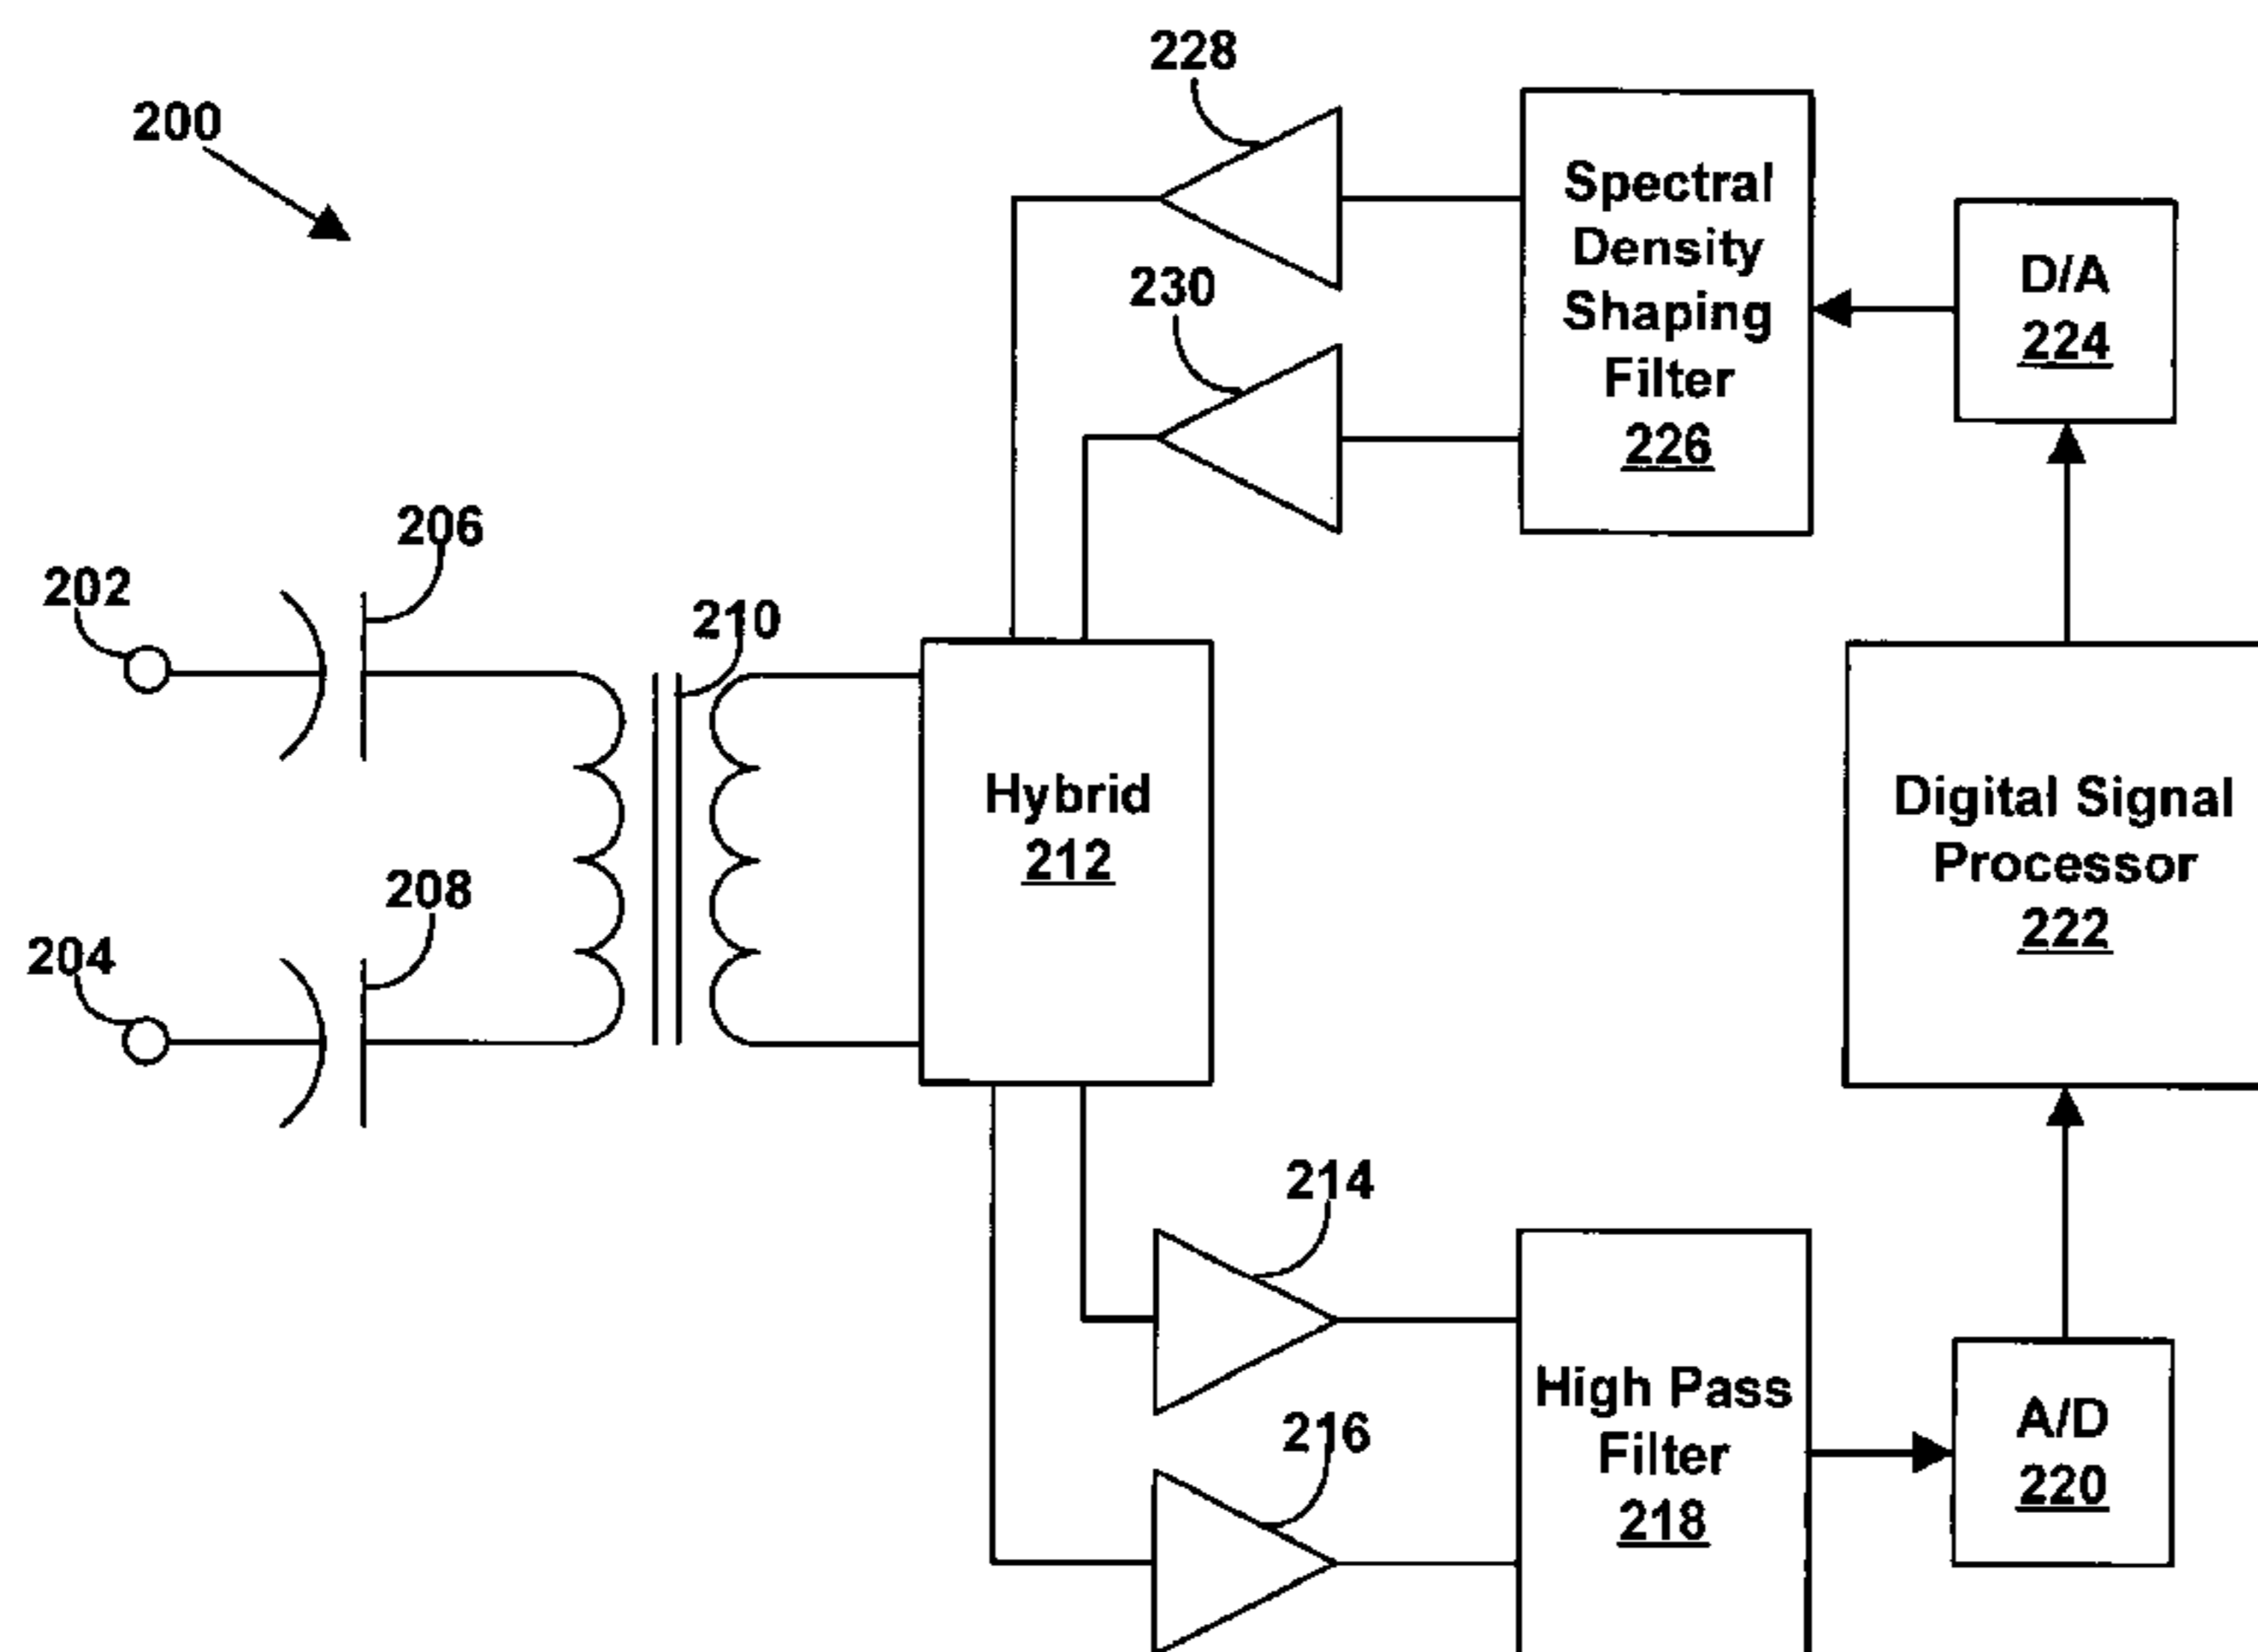 228
200
Spectral
Density
Shaping
Filter
226
D/A
224
230
206
202
210
Hybrid
212
Digital Signal
Processor
222
208
204
214
216
High Pass
Filter
218
A/D
220